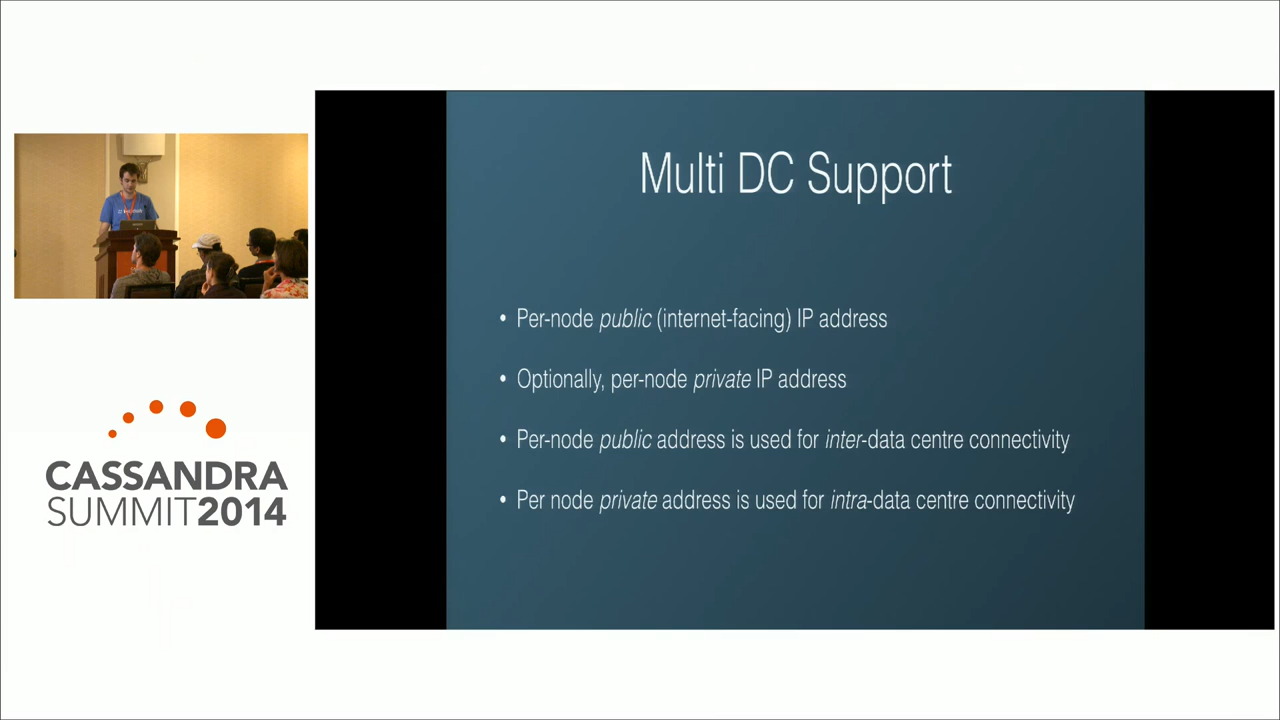 Multi DC Support
• Per-node public (internet-facing) IP address
• Optionally, per-node private IP address
• Per-node public address is used for inter-data centre connectivity
• Per node private address is used for intra-data centre connectivity
CASSANDRA
SUMMIT2014